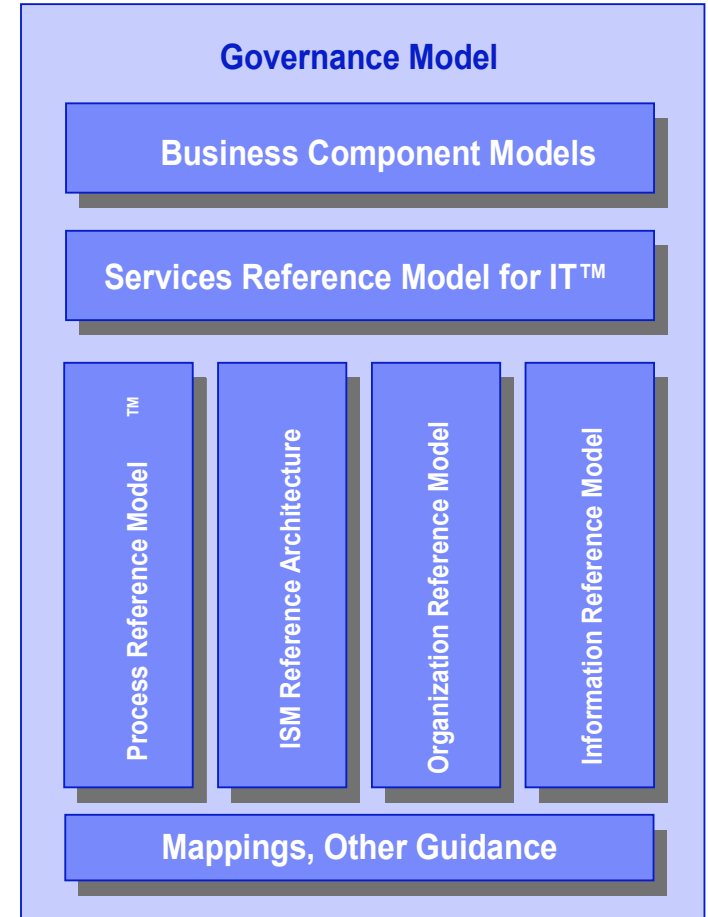 Governance Model
Business Component Models
Services Reference Model for IT™
Process Reference Model ™
ISM Reference Architecture
Organization Reference Model
Information Reference Model
Mappings, Other Guidance